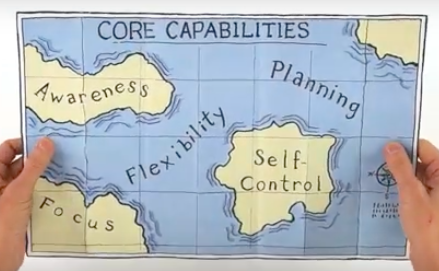 CORE CAPABILITIES
Planning
Awareness
Flexibility
Self-
Control
Focus